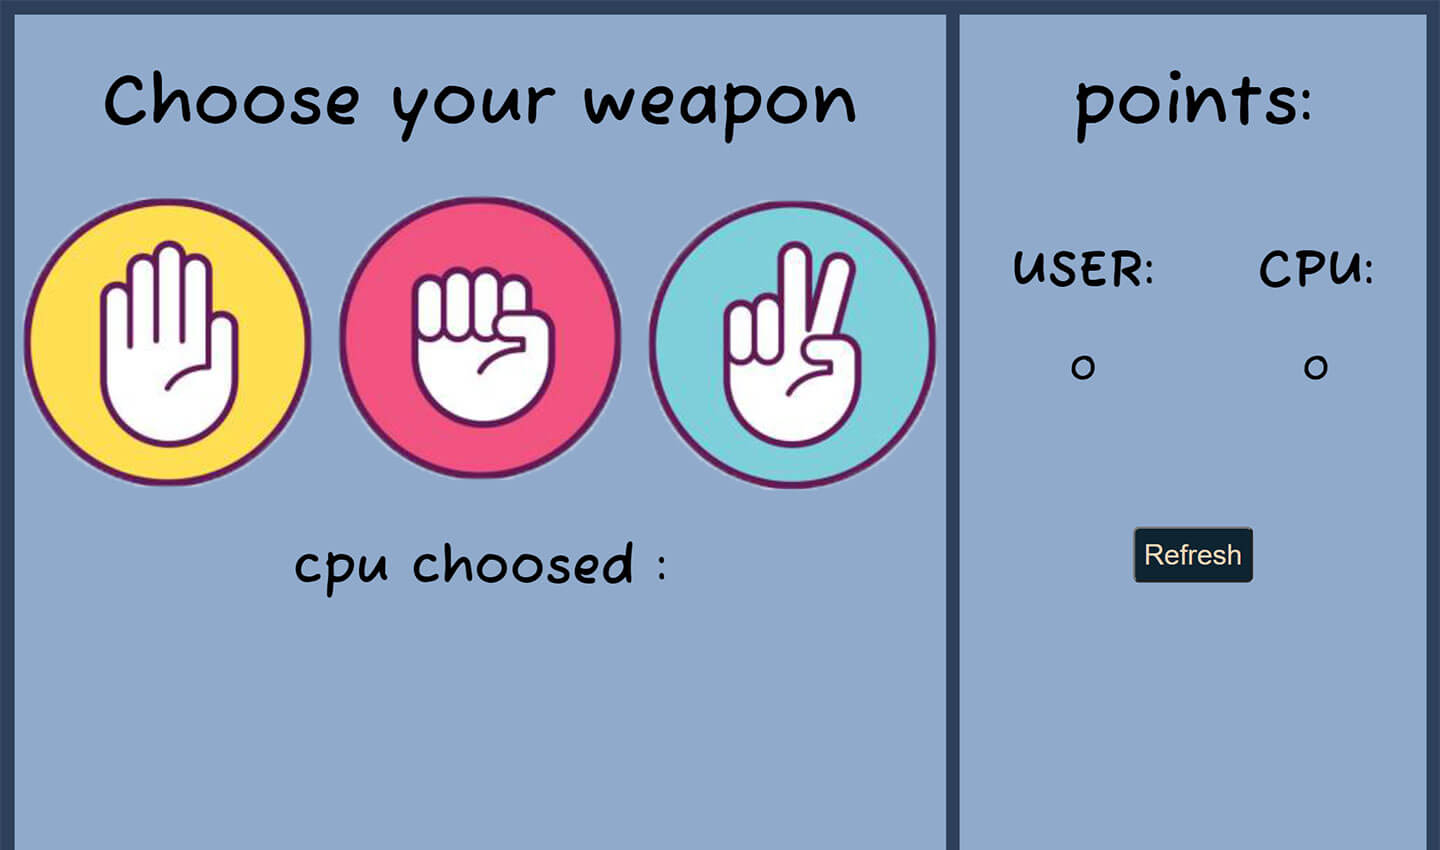 Choose your weapon
cpu choosed :
points:
USER: CPU:
0 0
Refresh